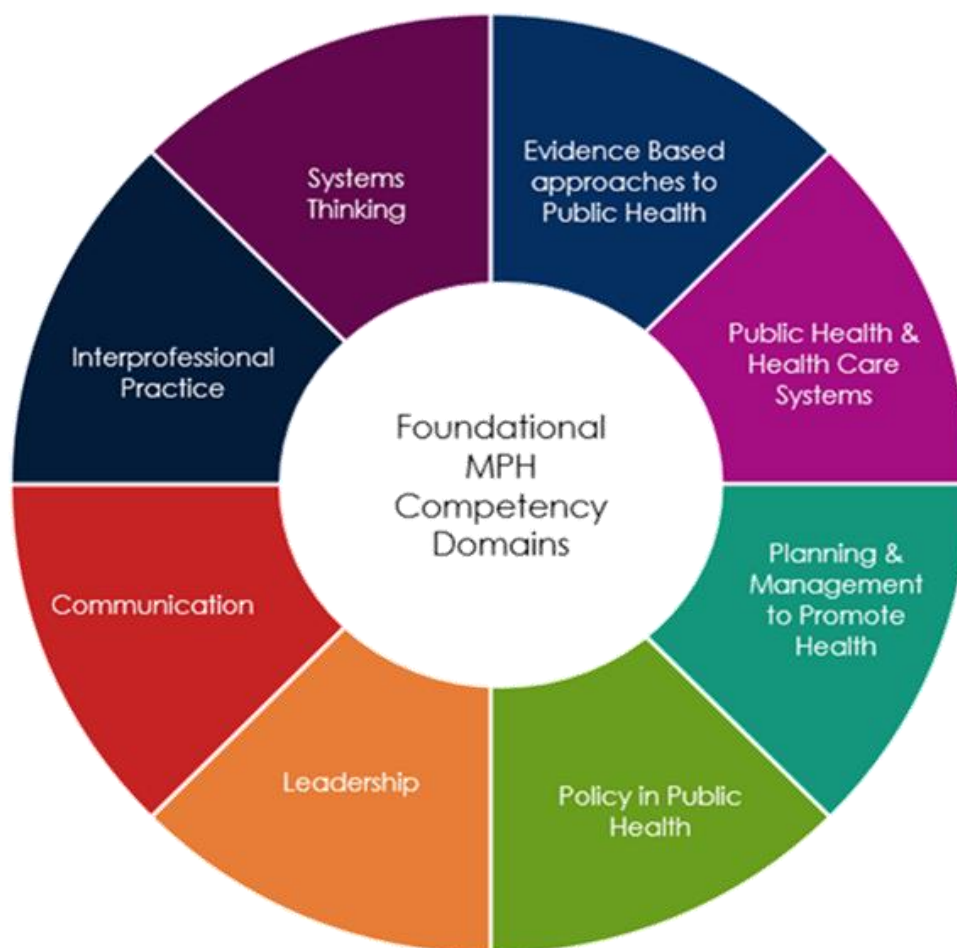 Evidence Based
approaches to
Public Health
Public Health &
Health Care
Systems
Planning &
Management
to Promote
Health
Policy in Public
Health
Leadership
Communication
Interprofessional
Practice
Systems
Thinking
Foundational
MPH
Competency
Domains